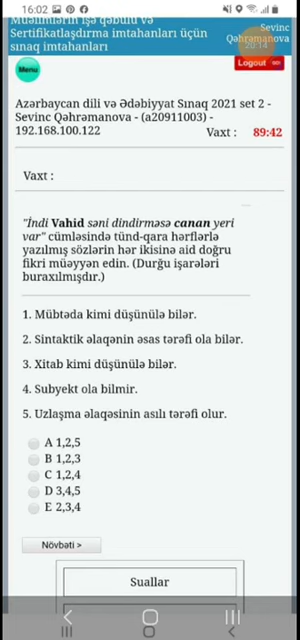 16:02
Müəllimlərin işə qəbulu və
Sertifikatlaşdırma imtahanları üçün
sınaq imtahanları
Sevinc
Qəhrəmanova
20:14
Menu
Logout
Azərbaycan dili və Ədəbiyyat Sınaq 2021 set 2 -
Sevinc Qəhrəmanova - (a20911003) -
192.168.100.122
Vaxt : 89:42
Vaxt :
"İndi Vahid səni dindirməsə canan yeri
var" cümləsində tünd-qara hərflərlə
yazılmış sözlərin hər ikisinə aid doğru
fikri müəyyən edin. (Durğu işarələri
buraxılmışdır.)
1. Mübtəda kimi düşünülə bilər.
2. Sintaktik əlaqənin əsas tərəfi ola bilər.
3. Xitab kimi düşünülə bilər.
4. Subyekt ola bilmir.
5. Uzlaşma əlaqəsinin asılı tərəfi olur.
A 1,2,5
B 1,2,3
C 1,2,4
D 3,4,5
E 2,3,4
Növbəti >
Suallar